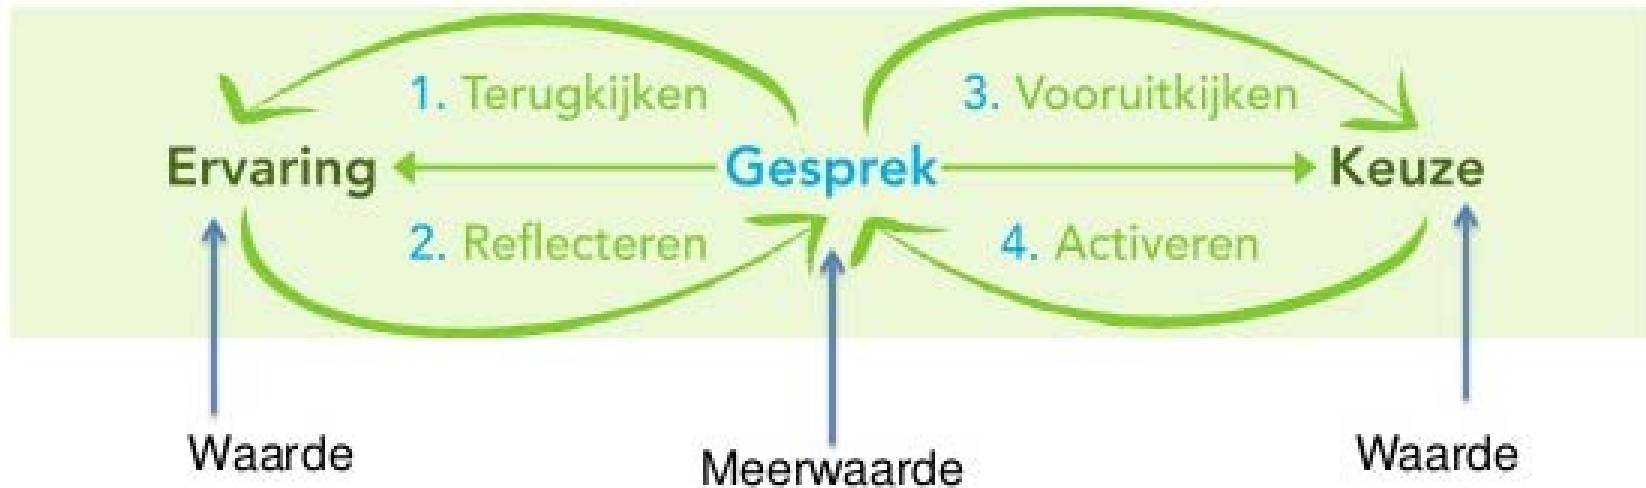 1. Terugkijken
3. Vooruitkijken
Ervaring
Gesprek
Keuze
2. Reflecteren
4. Activeren
Waarde
Meerwaarde
Waarde